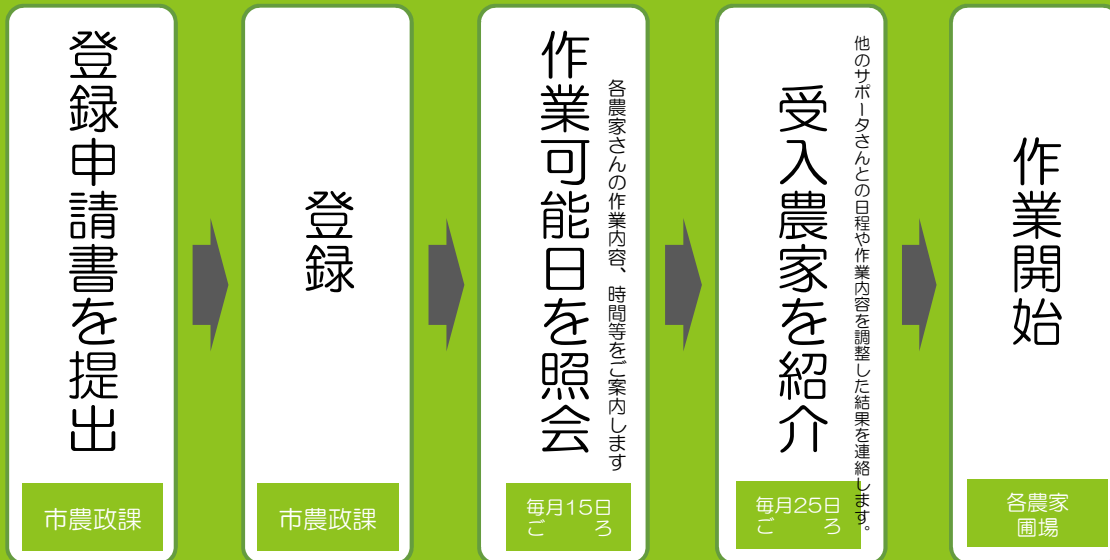 登録申請書を提出
市農政課
登録
市農政課
作業可能日を照会
各農家さんの作業内容、時間等をご案内します
毎月15日
ごろ
受入農家を紹介
他のサポータさんとの日程や作業内容を調整した結果を連絡します。
毎月25日
ごろ
作業開始
各農家
圃場